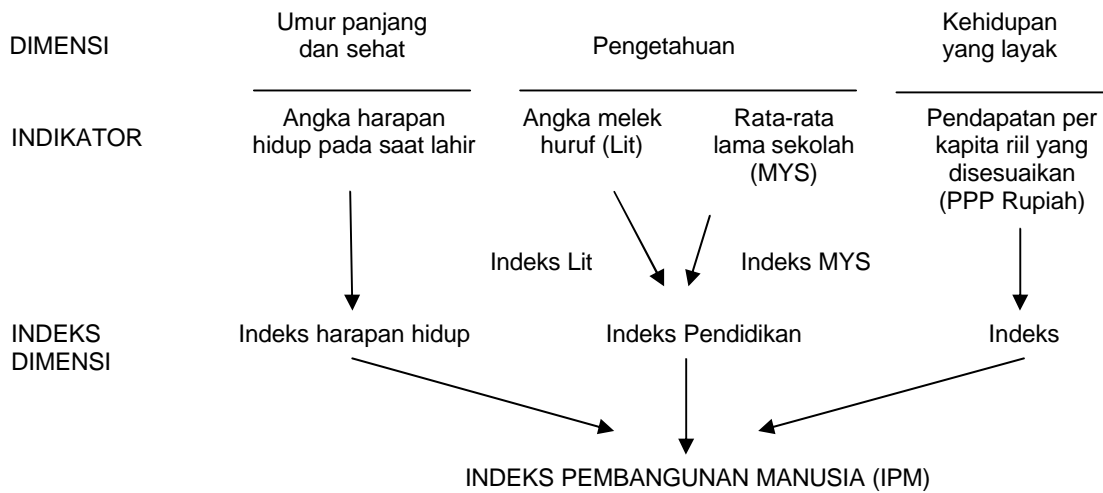 DIMENSI
Umur panjang
dan sehat
Pengetahuan
Kehidupan
yang layak
INDIKATOR
Angka harapan
hidup pada saat lahir
Angka melek
huruf (Lit)
Rata-rata
lama sekolah
(MYS)
Pendapatan per
kapita riil yang
disesuaikan
(PPP Rupiah)
Indeks Lit
Indeks MYS
INDEKS
DIMENSI
Indeks harapan hidup
Indeks Pendidikan
Indeks
INDEKS PEMBANGUNAN MANUSIA (IPM)